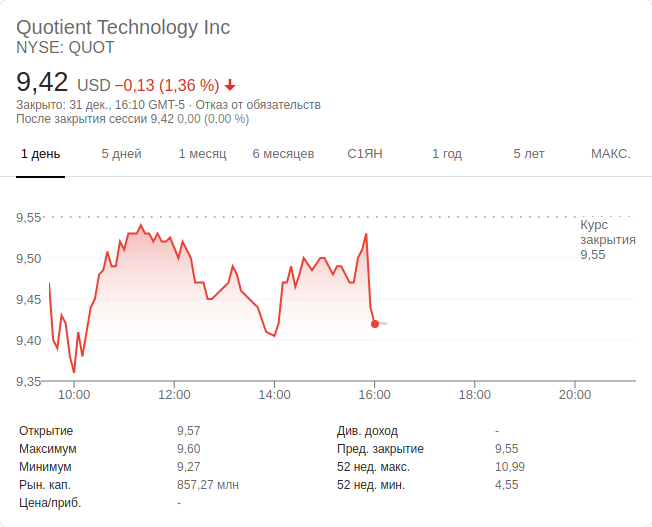 Quotient Technology Inc
NYSE: QUOT
9,42 USD −0,13 (1,36 %)
Закрыто: 31 дек., 16:10 GMT-5 · Отказ от обязательств
После закрытия сессии 9,42 0,00 (0,00 %)
1 день 5 дней 1 месяц 6 месяцев С1ЯН 1 год 5 лет МАКС.
9,55
Курс
закрытия
9,55
9,50
9,45
9,40
9,35
10:00 12:00 14:00 16:00 18:00 20:00
Открытие 9,57 Див. доход -
Максимум 9,60 Пред. закрытие 9,55
Минимум 9,27 52 нед. макс. 10,99
Рын. кап. 857,27 млн 52 нед. мин. 4,55
Цена/приб. -